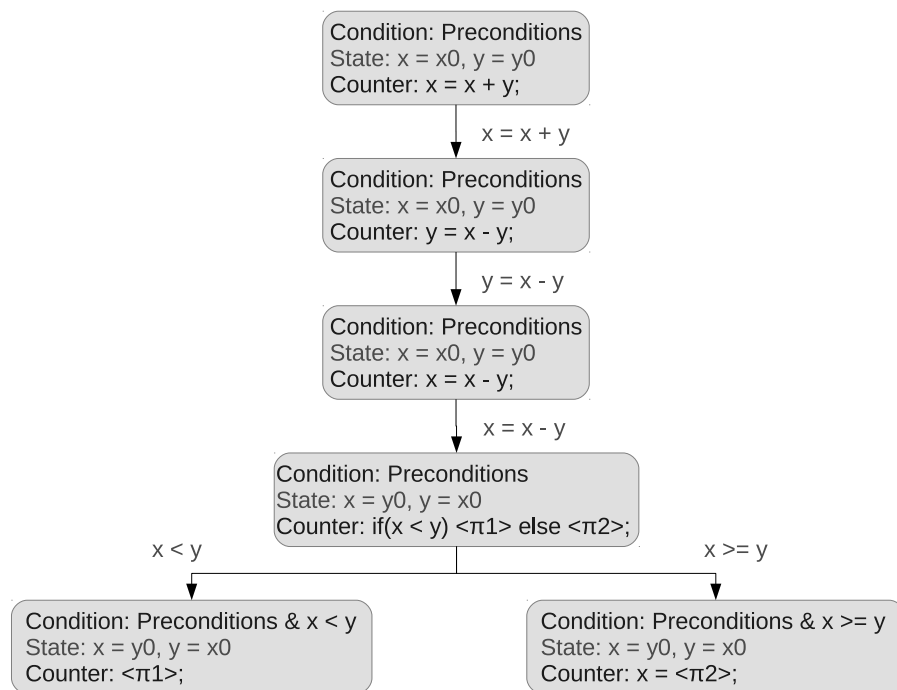 Condition: Preconditions
State: x = x0, y = y0
Counter: x = x + y;
x = x + y
Condition: Preconditions
State: x = x0, y = y0
Counter: y = x - y;
y = x - y
Condition: Preconditions
State: x = x0, y = y0
Counter: x = x - y;
x = x - y
Condition: Preconditions
State: x = y0, y = x0
Counter: if(x < y) <π1> else <π2>;
x < y
x >= y
Condition: Preconditions & x < y
State: x = y0, y = x0
Counter: <π1>;
Condition: Preconditions & x >= y
State: x = y0, y = x0
Counter: x = <π2>;